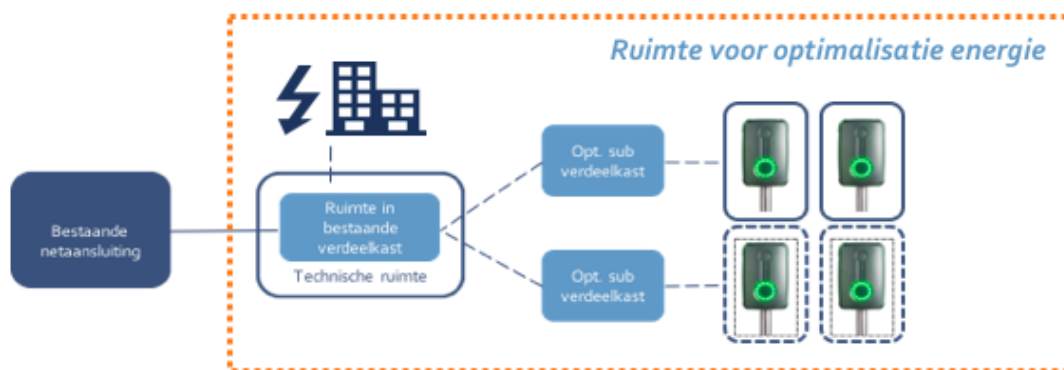 Ruimte voor optimalisatie energie
Opt. sub
verdeelkast
Bestaande
netaansluiting
Ruimte in
bestaande
verdeelkast
Technische ruimte
Opt. sub
verdeelkast